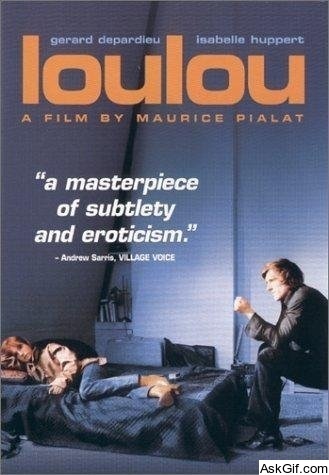 gerard depardieu isabelle huppert
loulou
A FILM BY MAURICE PIALAT
"a masterpiece
of subtlety
and eroticism."
– Andrew Sarris, VILLAGE VOICE
AskGif.com